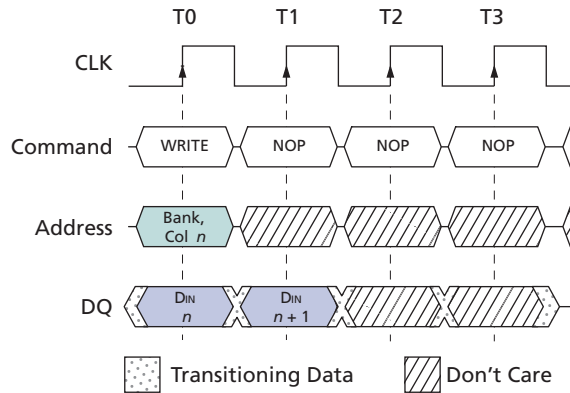 T0 T1 T2 T3
CLK
Command WRITE NOP NOP NOP
Address Bank,
Col n
DQ DIN DIN
n n + 1
Transitioning Data Don't Care